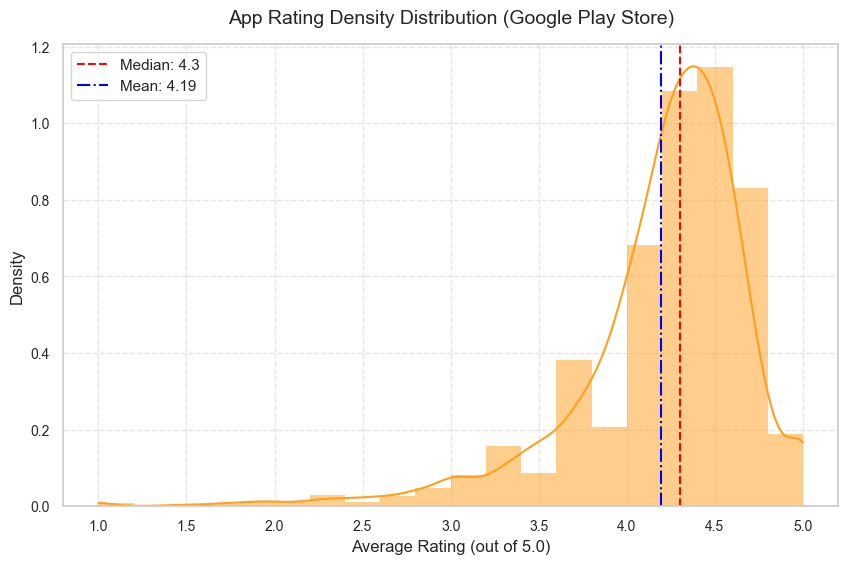 App Rating Density Distribution (Google Play Store)
Median: 4.3
Mean: 4.19
1.2
1.0
0.8
0.6
0.4
0.2
0.0
Density
1.0 1.5 2.0 2.5 3.0 3.5 4.0 4.5 5.0
Average Rating (out of 5.0)